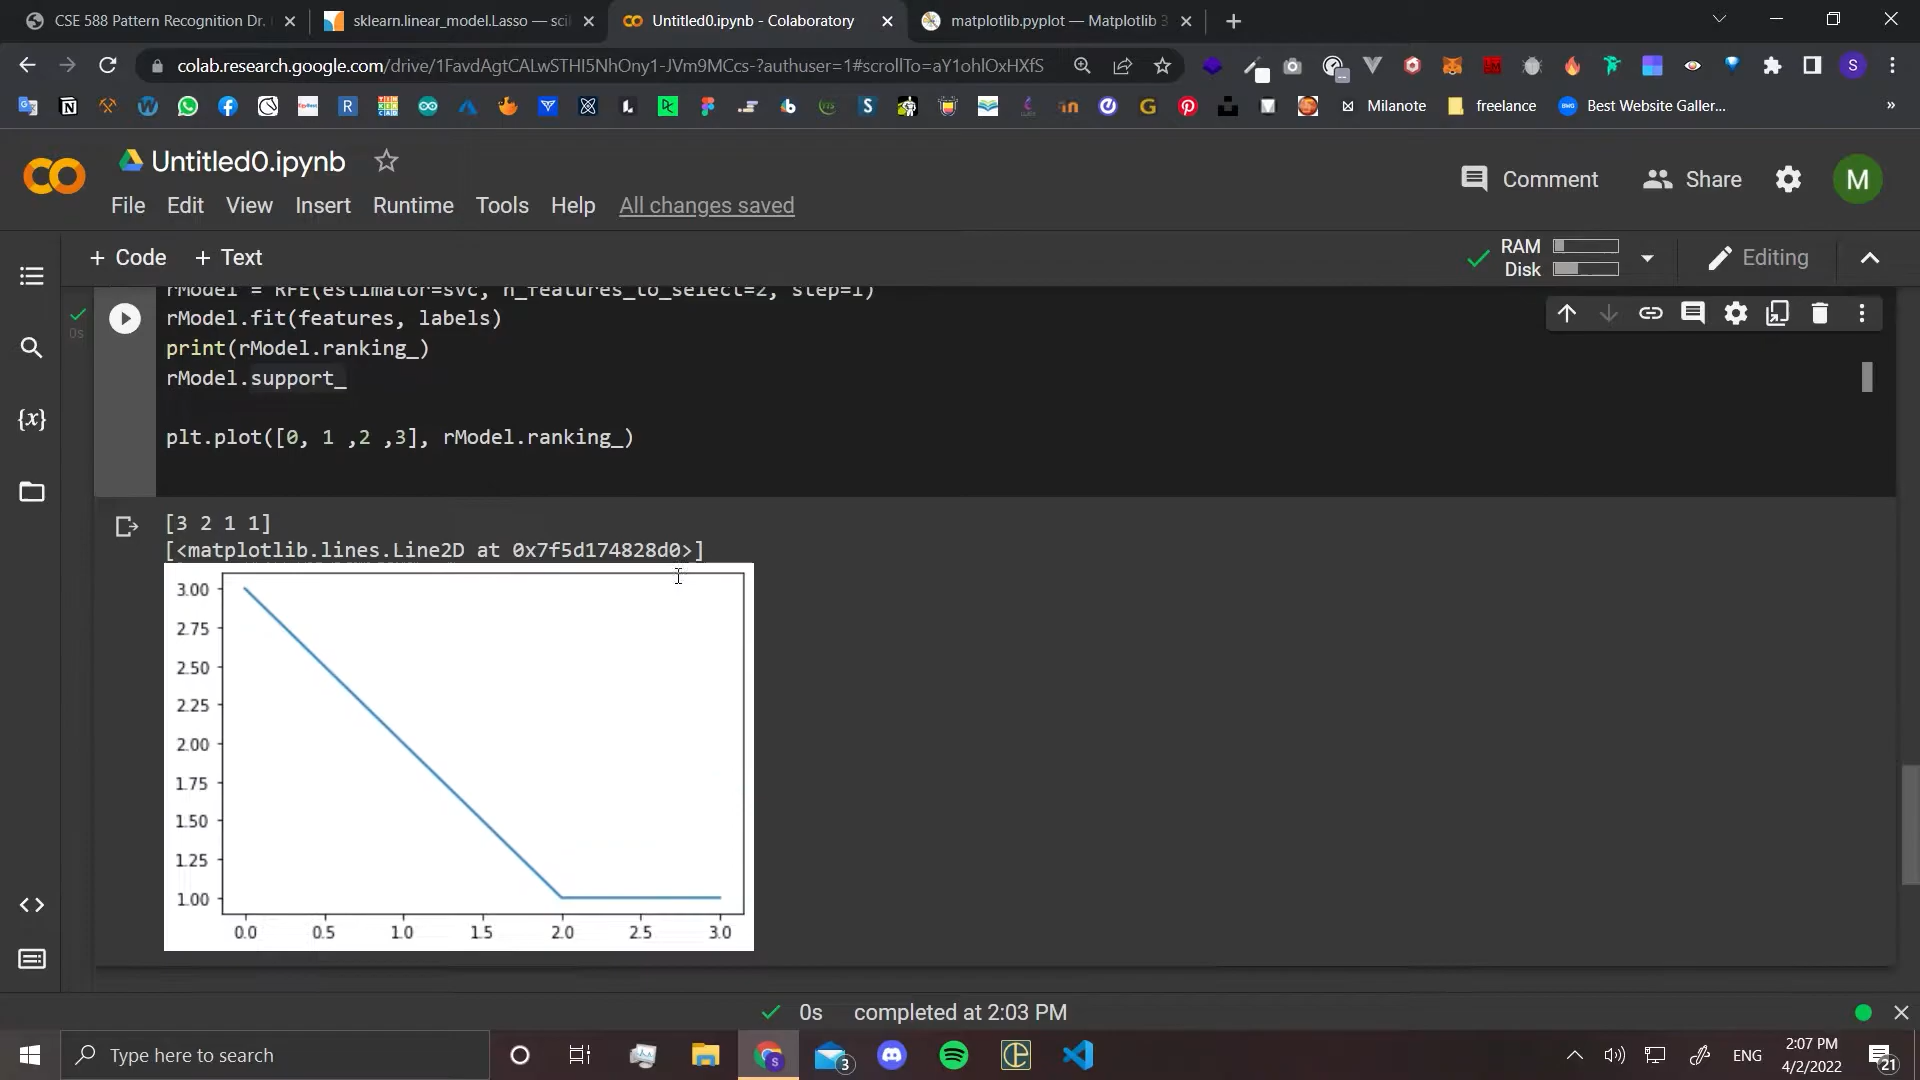 CSE 588 Pattern Recognition Dr.
sklearn.linear_model.Lasso — sci
Untitled0.ipynb - Colaboratory
matplotlib.pyplot — Matplotlib 3
colab.research.google.com/drive/1FavdAgtCALwSTHI5NhOny1-JVm9MCcs-?authuser=1#scrollTo=aY1ohlOxHXfS
S
Milanote
freelance
Best Website Galler...
Untitled0.ipynb
Comment
Share
M
File Edit View Insert Runtime Tools Help All changes saved
+ Code + Text
RAM
Disk
Editing
rModel = RFE(estimator=svc, n_features_to_select=2, step=1)
0s
rModel.fit(features, labels)
print(rModel.ranking_)
rModel.support_
plt.plot([0, 1 ,2 ,3], rModel.ranking_)
[3 2 1 1]
[<matplotlib.lines.Line2D at 0x7f5d174828d0>]
3.00
2.75
2.50
2.25
2.00
1.75
1.50
1.25
1.00
0.0 0.5 1.0 1.5 2.0 2.5 3.0
0s completed at 2:03 PM
Type here to search
3
ENG
2:07 PM
4/2/2022
21